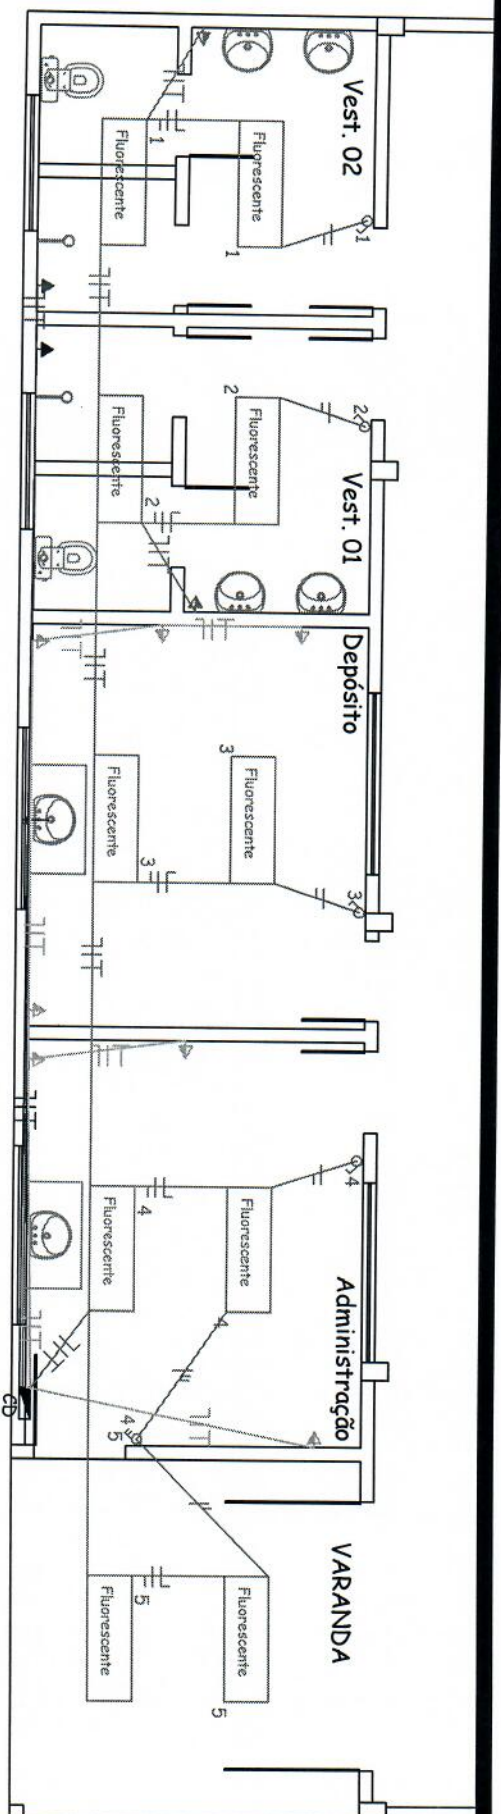 Vest. 02
Fluorescente
Fluorescente
1
1
1
Vest. 01
Fluorescente
Fluorescente
2
2
2
Depósito
Fluorescente
Fluorescente
3
3
3
Administração
Fluorescente
Fluorescente
4
4
4
4
5
CD
VARANDA
Fluorescente
Fluorescente
5
5